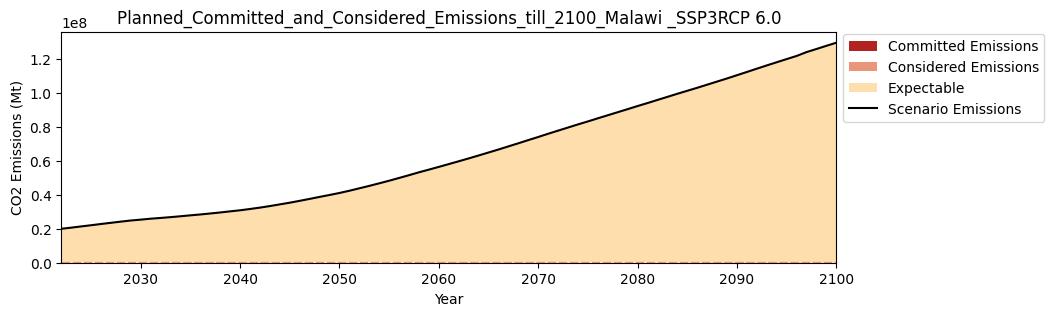 Planned_Committed_and_Considered_Emissions_till_2100_Malawi _SSP3RCP 6.0
1e8
CO2 Emissions (Mt)
1.2
1.0
0.8
0.6
0.4
0.2
0.0
2030 2040 2050 2060 2070 2080 2090 2100
Year
Committed Emissions
Considered Emissions
Expectable
Scenario Emissions